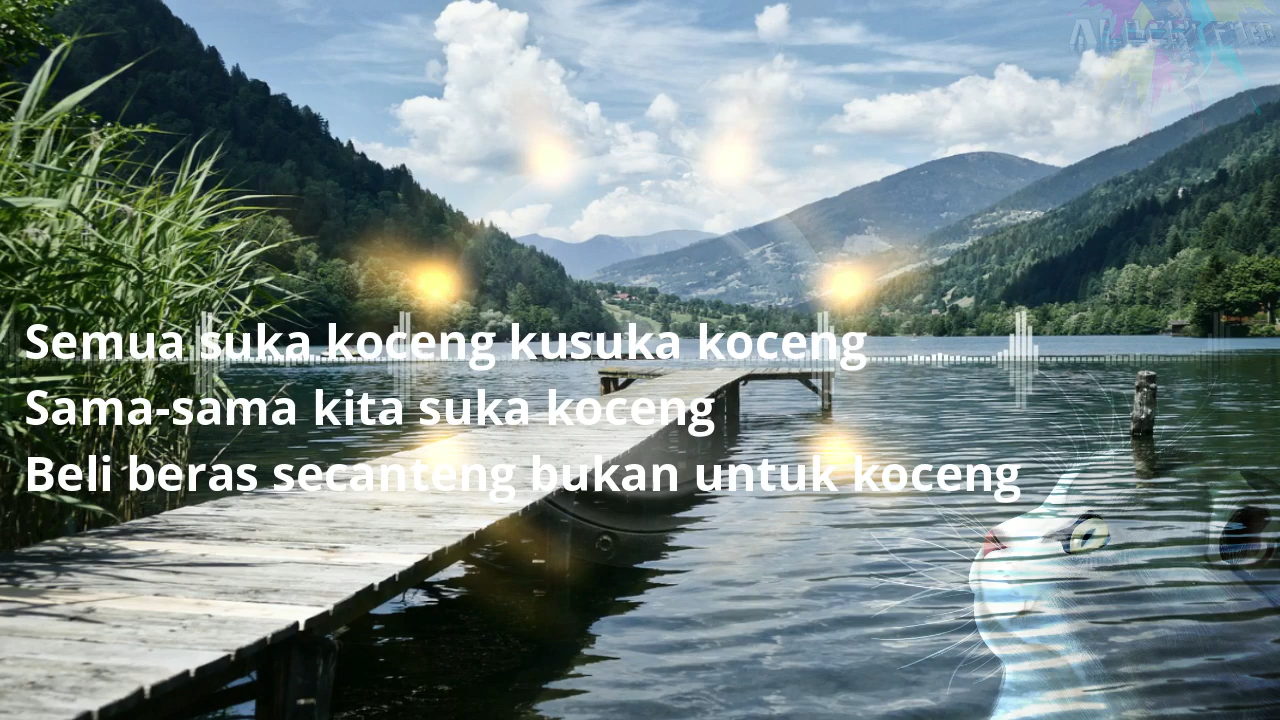 Semua suka koceng kusuka koceng
Sama-sama kita suka koceng
Beli beras secanteng bukan untuk koceng